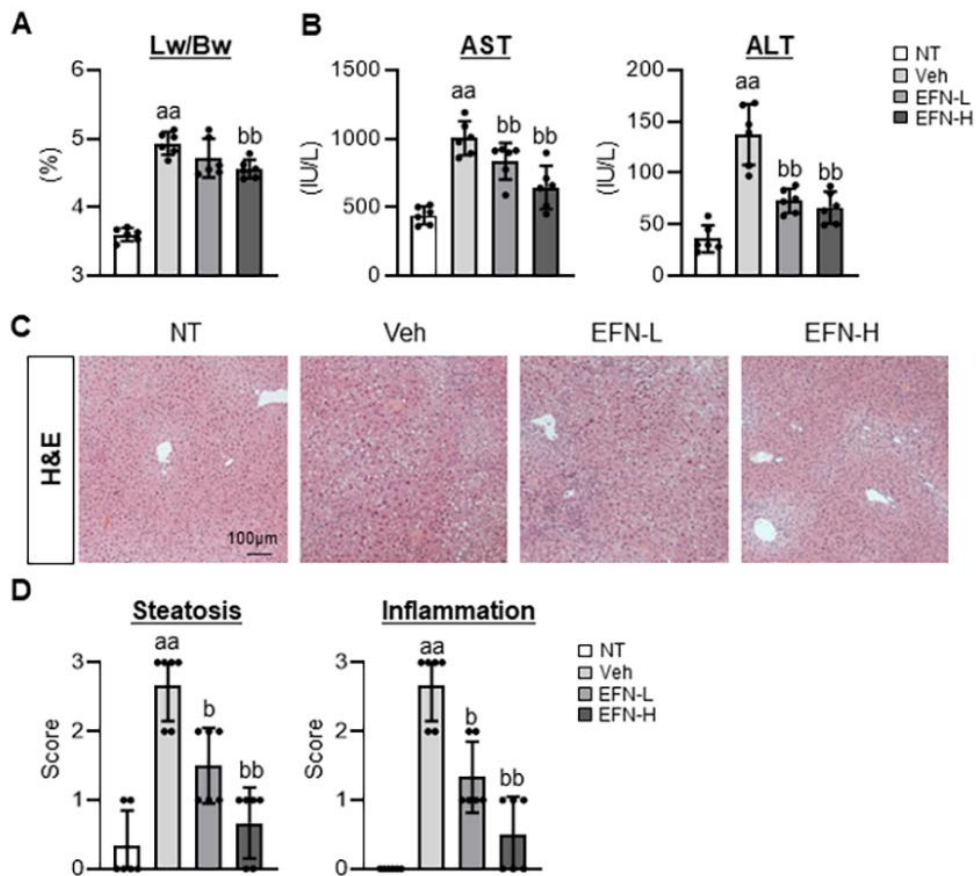 A
Lw/Bw
(%)
6
5
4
3
aa
bb
B
AST
(IU/L)
1500
1000
500
0
aa
bb
bb
ALT
(IU/L)
200
150
100
50
0
aa
bb
bb
NT
Veh
EFN-L
EFN-H
C
NT
Veh
EFN-L
EFN-H
H&E
100μm
D
Steatosis
Score
3
2
1
0
aa
b
bb
Inflammation
Score
3
2
1
0
aa
b
bb
NT
Veh
EFN-L
EFN-H